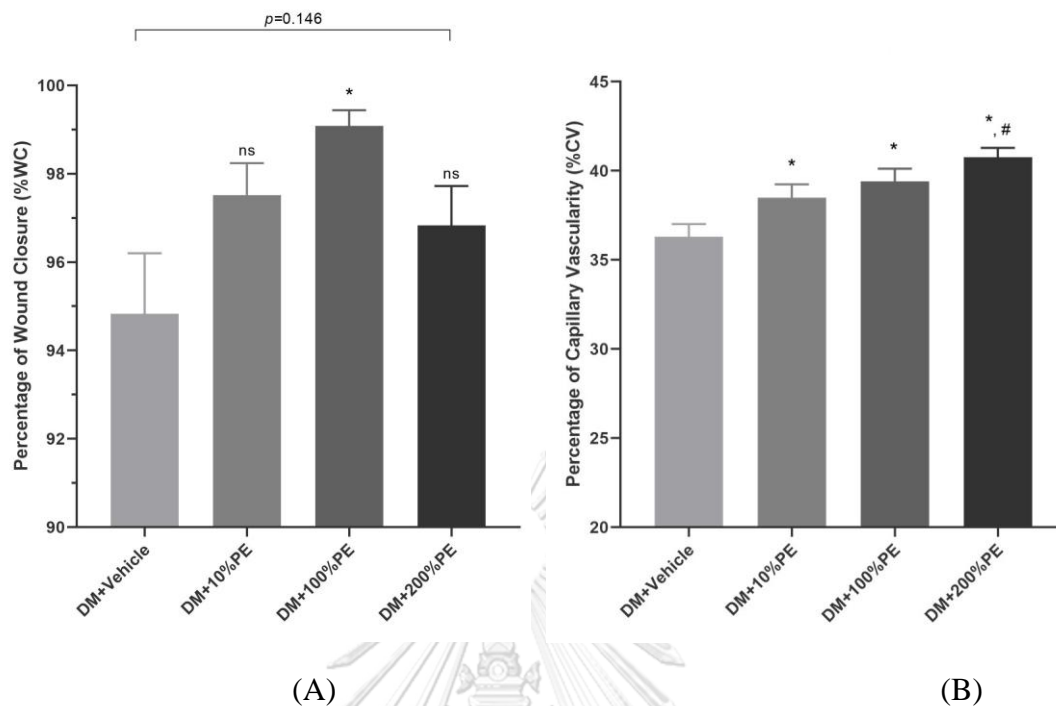 p=0.146
Percentage of Wound Closure (%WC)
100
98
96
94
92
90
*
ns
ns
DM+Vehicle
DM+10%PE
DM+100%PE
DM+200%PE
(A)
Percentage of Capillary Vascularity (%CV)
45
40
35
30
25
20
*
*
*, #
DM+Vehicle
DM+10%PE
DM+100%PE
DM+200%PE
(B)